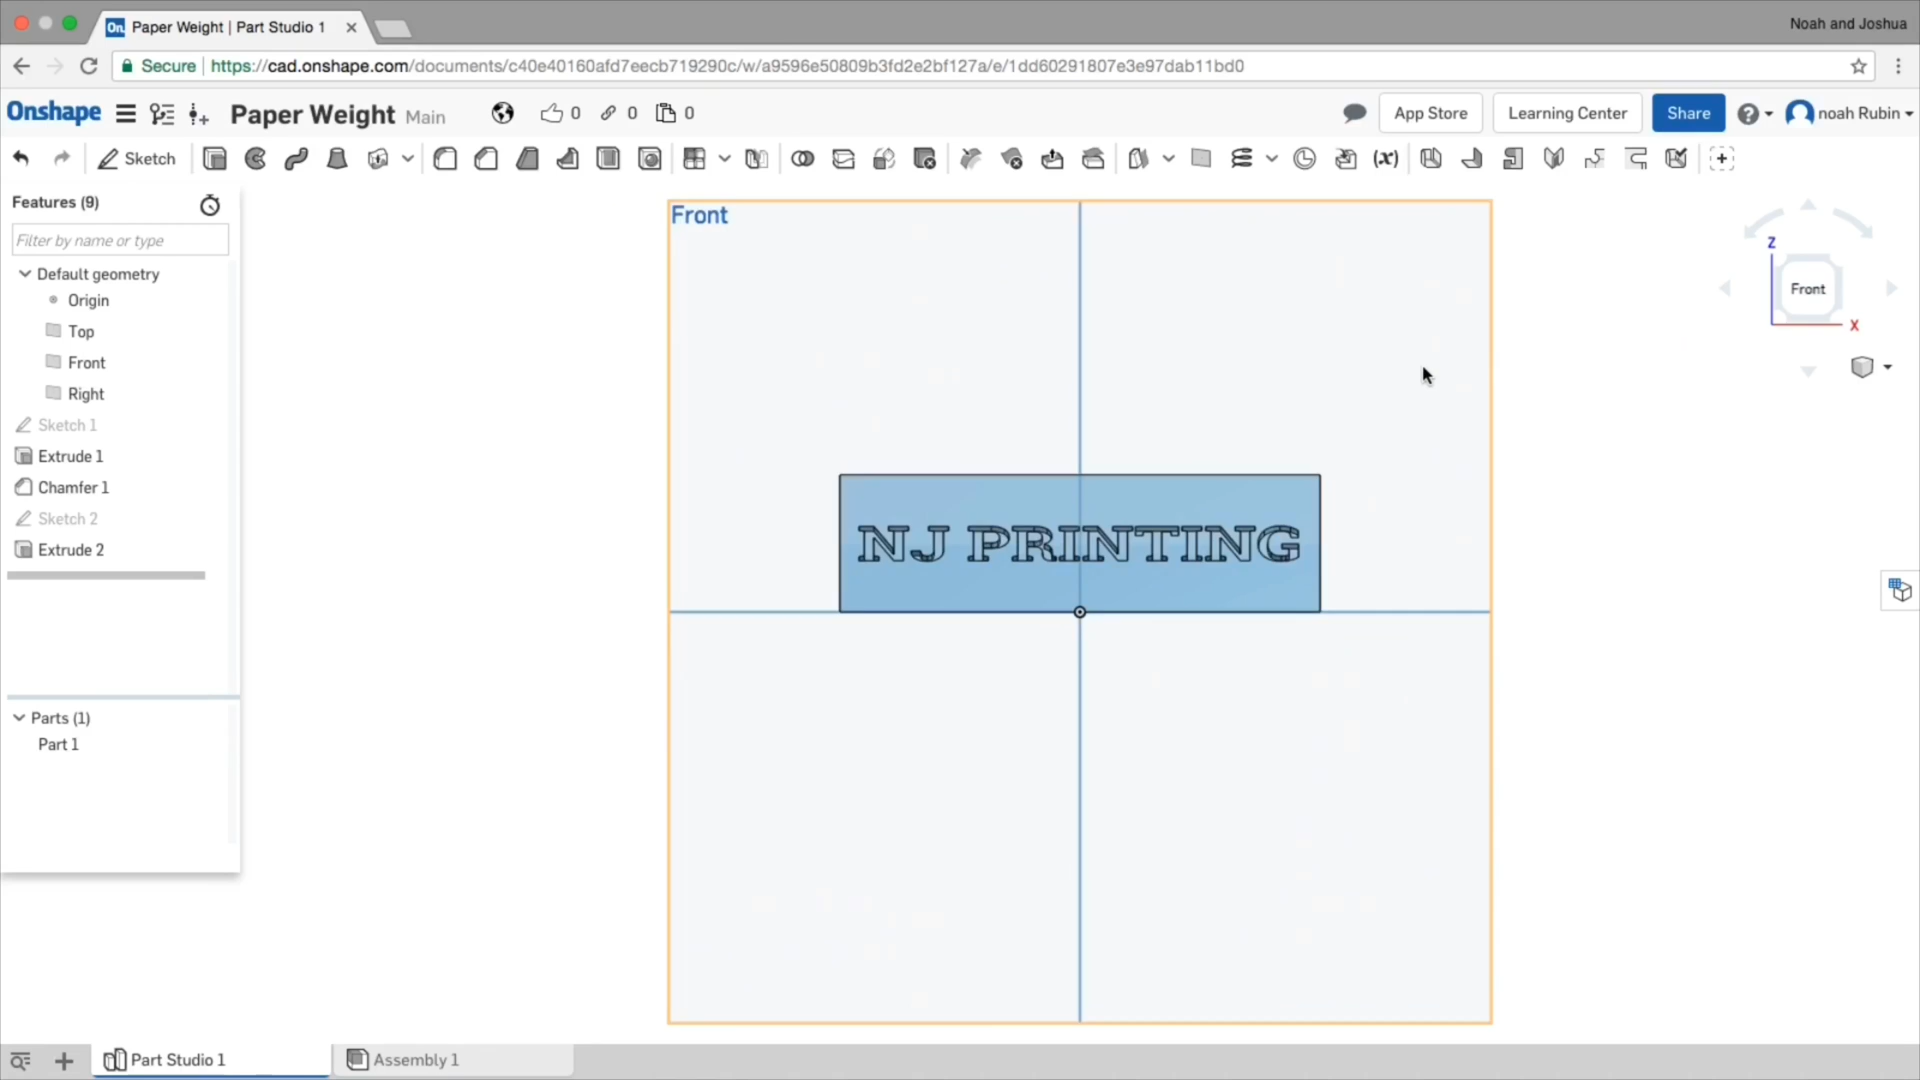 Paper Weight | Part Studio 1
Noah and Joshua
Secure https://cad.onshape.com/documents/c40e40160afd7eecb719290c/w/a9596e50809b3fd2e2bf127a/e/1dd60291807e3e97dab11bd0
Onshape Paper Weight Main 0 0 0 App Store Learning Center Share noah Rubin
Sketch (x)
Features (9)
Filter by name or type
Default geometry
Origin
Top
Front
Right
Sketch 1
Extrude 1
Chamfer 1
Sketch 2
Extrude 2
Parts (1)
Part 1
Front
NJ PRINTING
Z
Front
X
Part Studio 1
Assembly 1